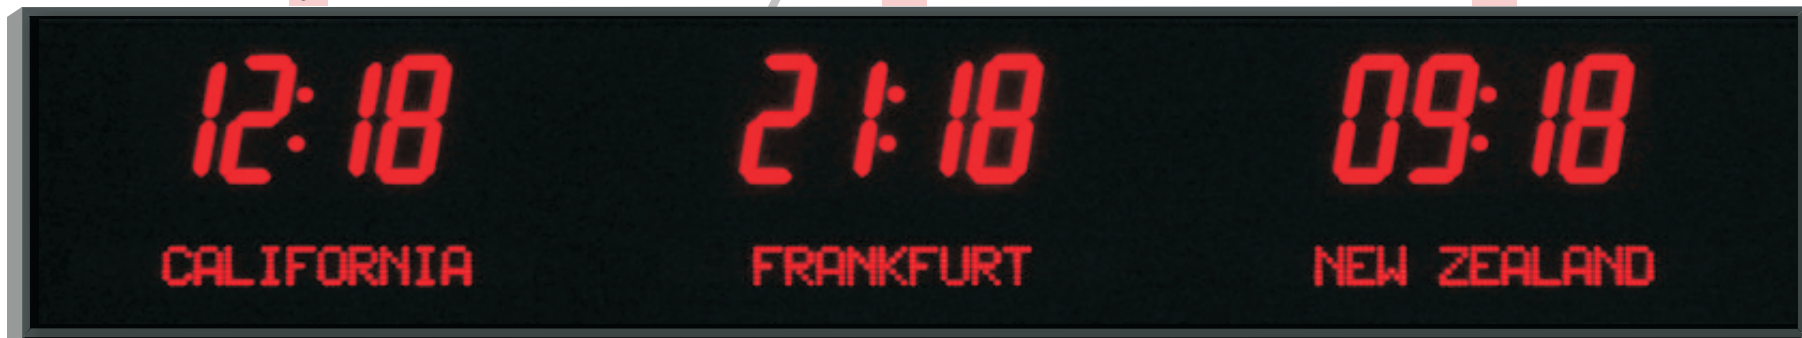 12:18 21:18 09:18
CALIFORNIA FRANKFURT NEW ZEALAND